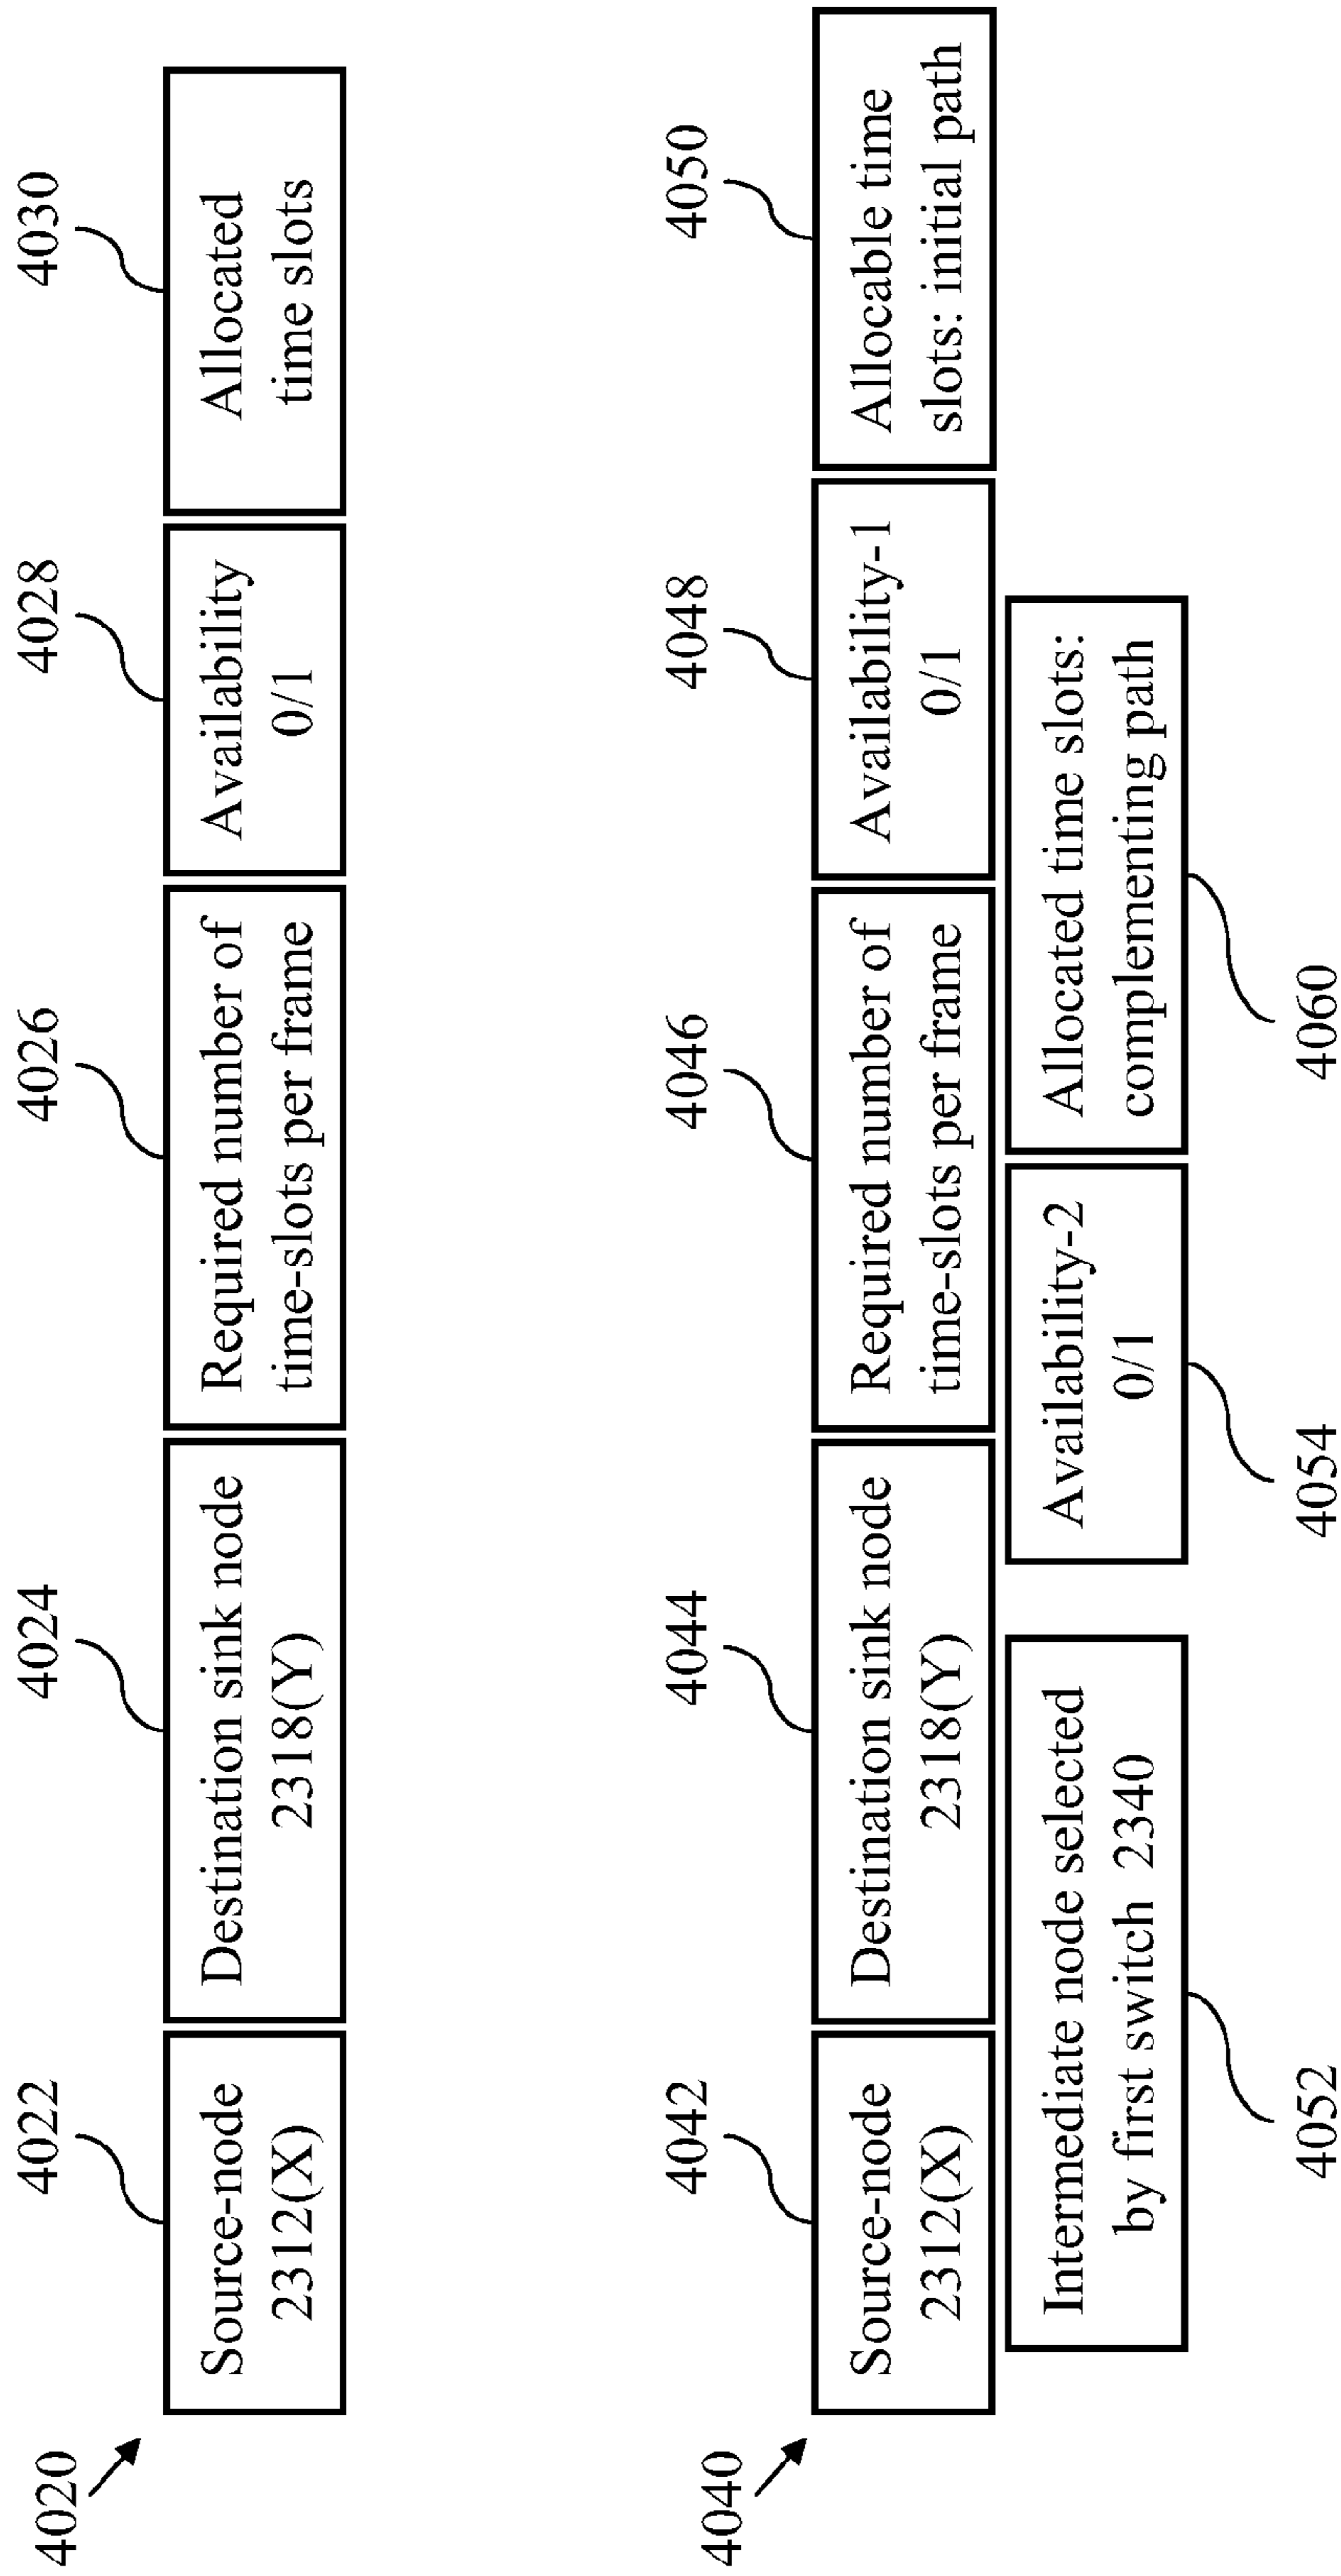 4020
4022
4024
4026
4028
4030
Source-node
2312(X)
Destination sink node
2318(Y)
Required number of
time-slots per frame
Availability
0/1
Allocated
time slots
4040
4042
4044
4046
4048
4050
Source-node
2312(X)
Destination sink node
2318(Y)
Required number of
time-slots per frame
Availability-1
0/1
Allocable time
slots: initial path
Intermediate node selected
by first switch 2340
Availability-2
0/1
Allocated time slots:
complementing path
4052
4054
4060